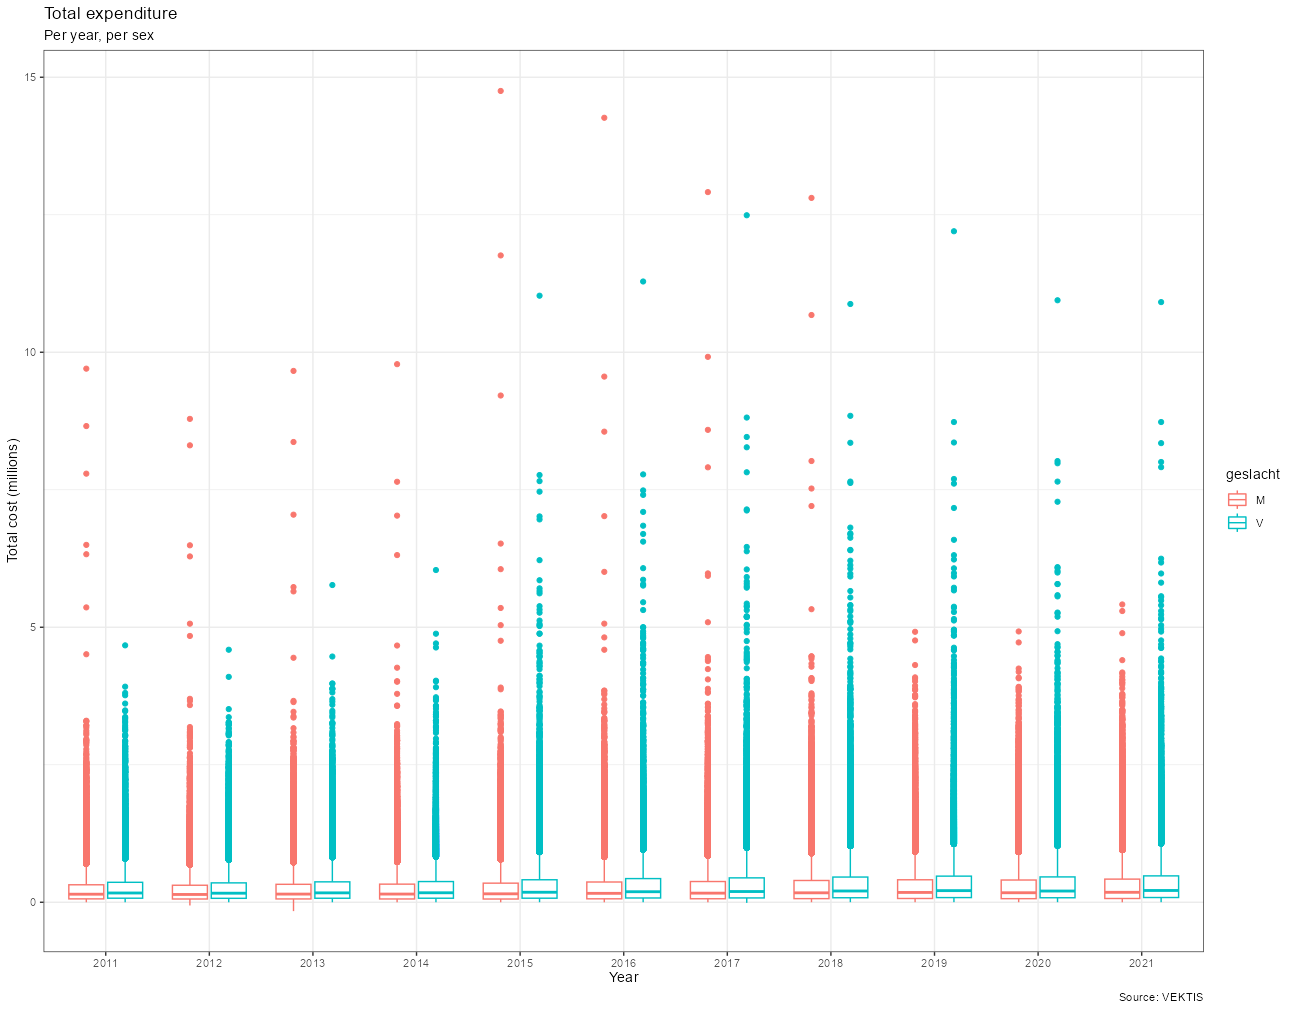 Total expenditure
Per year, per sex
15
10
5
0
Total cost (millions)
2011 2012 2013 2014 2015 2016 2017 2018 2019 2020 2021
Year
geslacht
M
V
Source: VEKTIS